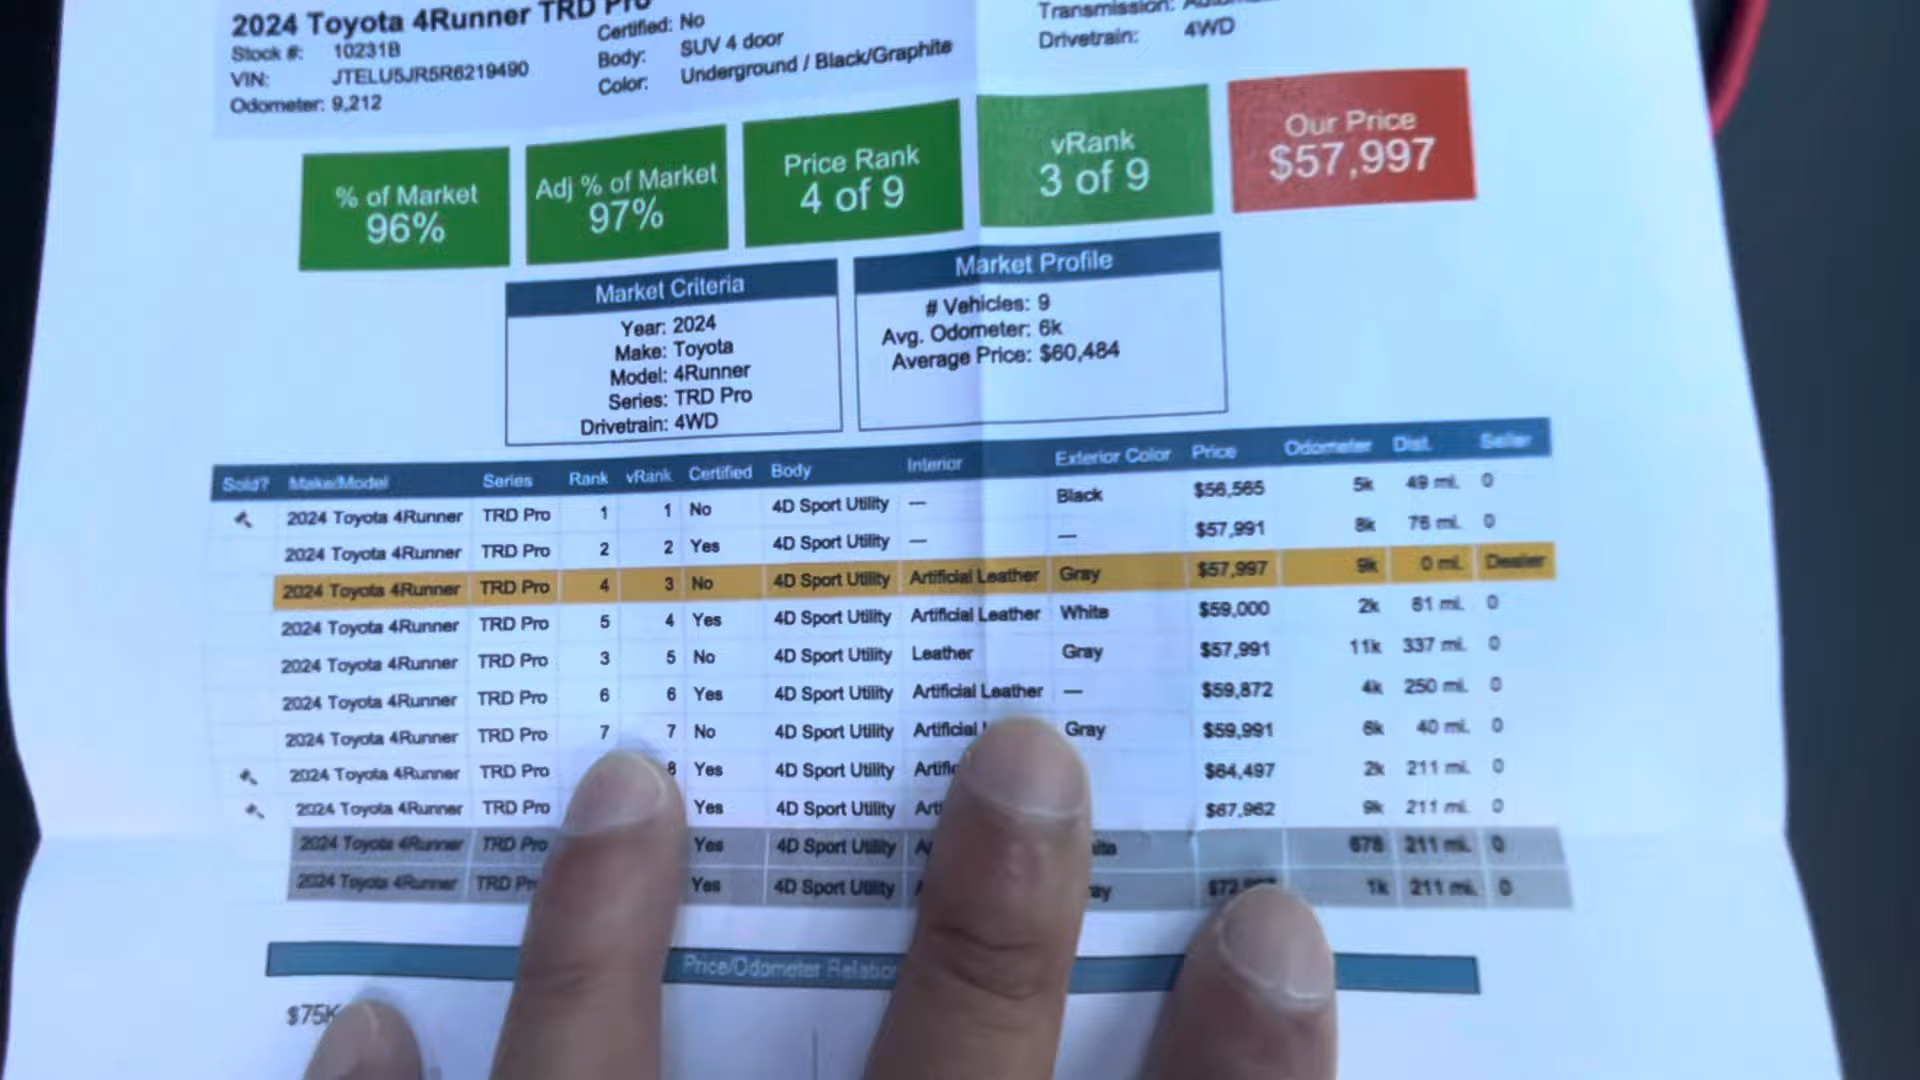 2024 Toyota 4Runner TRD Pro
Stock #: 10231B
VIN: JTELU5JR5R6219490
Odometer: 9,212
Certified: No
Body: SUV 4 door
Color: Underground / Black/Graphite
Transmission:
Drivetrain: 4WD
% of Market
96%
Adj % of Market
97%
Price Rank
4 of 9
vRank
3 of 9
Our Price
$57,997
Market Criteria
Year: 2024
Make: Toyota
Model: 4Runner
Series: TRD Pro
Drivetrain: 4WD
Market Profile
# Vehicles: 9
Avg. Odometer: 6k
Average Price: $60,484
Sold? Make/Model Series Rank vRank Certified Body Interior Exterior Color Price Odometer Dist. Seller
2024 Toyota 4Runner TRD Pro 1 1 No 4D Sport Utility — Black $56,565 5k 49 mi. 0
2024 Toyota 4Runner TRD Pro 2 2 Yes 4D Sport Utility — — $57,991 8k 76 mi. 0
2024 Toyota 4Runner TRD Pro 4 3 No 4D Sport Utility Artificial Leather Gray $57,997 9k 0 mi. Dealer
2024 Toyota 4Runner TRD Pro 5 4 Yes 4D Sport Utility Artificial Leather White $59,000 2k 61 mi. 0
2024 Toyota 4Runner TRD Pro 3 5 No 4D Sport Utility Leather Gray $57,991 11k 337 mi. 0
2024 Toyota 4Runner TRD Pro 6 6 Yes 4D Sport Utility Artificial Leather — $59,872 4k 250 mi. 0
2024 Toyota 4Runner TRD Pro 7 7 No 4D Sport Utility Artificial Gray $59,991 6k 40 mi. 0
2024 Toyota 4Runner TRD Pro 8 Yes 4D Sport Utility $64,497 2k 211 mi. 0
2024 Toyota 4Runner TRD Pro Yes 4D Sport Utility $67,962 9k 211 mi. 0
2024 Toyota 4Runner TRD Pro Yes 4D Sport Utility 678 211 mi. 0
2024 Toyota 4Runner TRD Yes 4D Sport Utility 1k 211 mi. 0
Price/Odometer
$75K